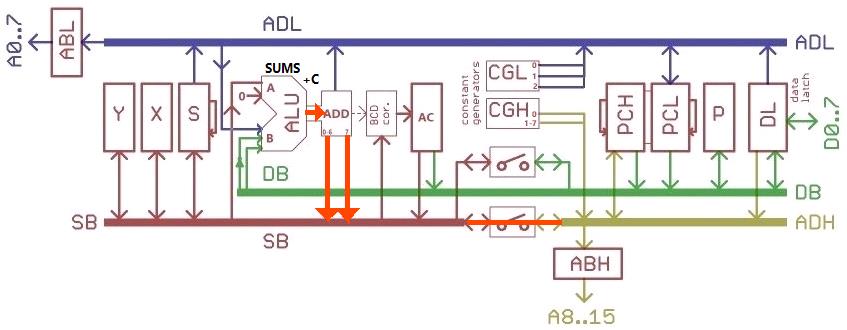 ADL
ADL
A0..7
ABL
SUMS
+C
Y
X
S
0
A
B
ALU
ADD
0-6 7
BCD
cor.
AC
constant
generators
CGL
0
1
2
CGH
0
1-7
PCH
PCL
P
DL
data
latch
D0..7
DB
DB
SB
SB
ADH
ABH
A8..15